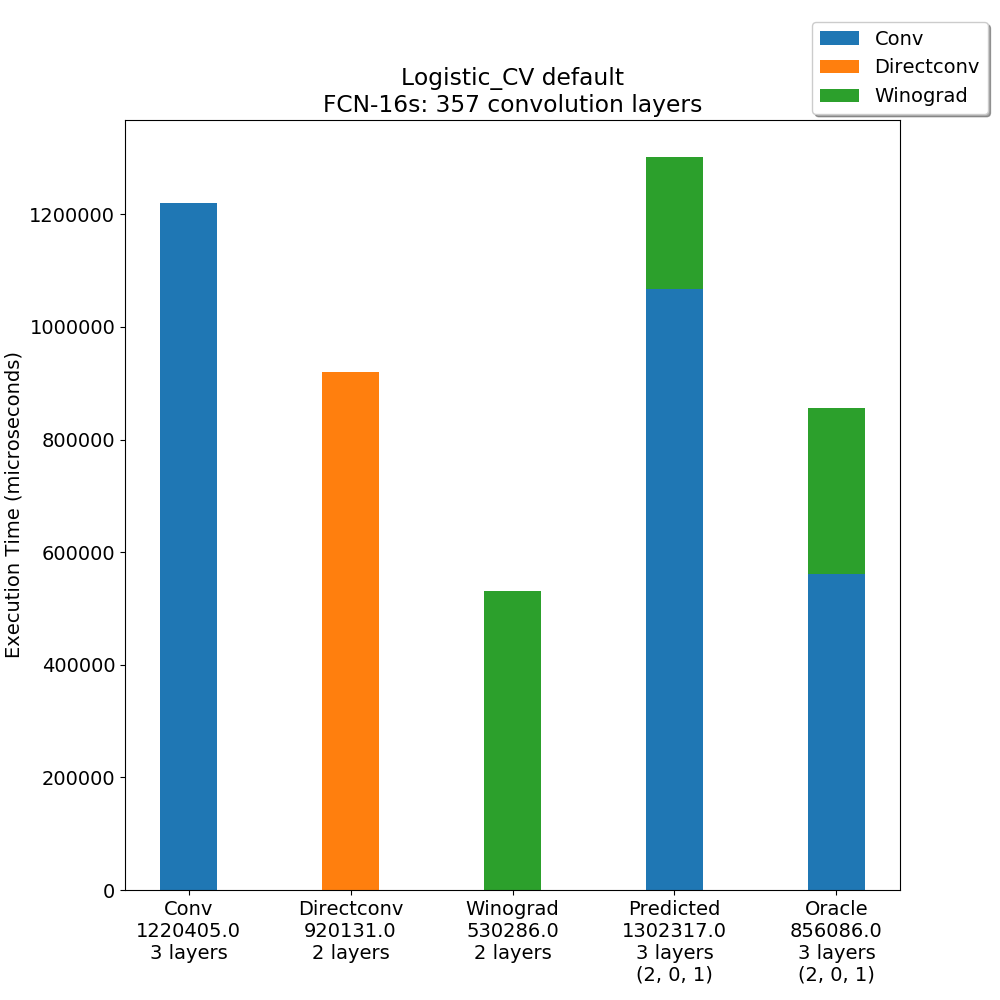 Conv
Directconv
Winograd
Logistic_CV default
FCN-16s: 357 convolution layers
Execution Time (microseconds)
1200000
1000000
800000
600000
400000
200000
0
Conv Directconv Winograd Predicted Oracle
1220405.0 920131.0 530286.0 1302317.0 856086.0
3 layers 2 layers 2 layers 3 layers 3 layers
(2, 0, 1) (2, 0, 1)